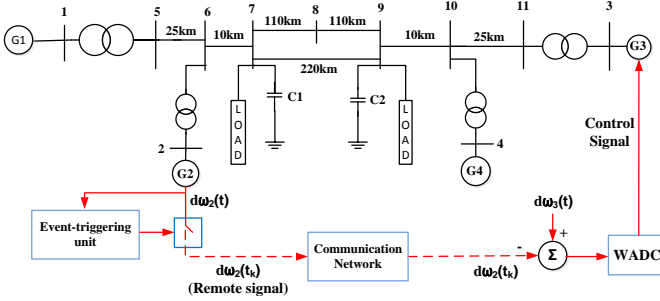 1
5
6
7
8
9
10
11
3
G1
25km
10km
110km
110km
10km
25km
G3
220km
LOAD
C1
C2
LOAD
2
G2
4
G4
Control
Signal
dω₂(t)
dω₃(t)
Event-triggering
unit
Communication
Network
+
-
Σ
WADC
dω₂(tₖ)
(Remote signal)
dω₂(tₖ)